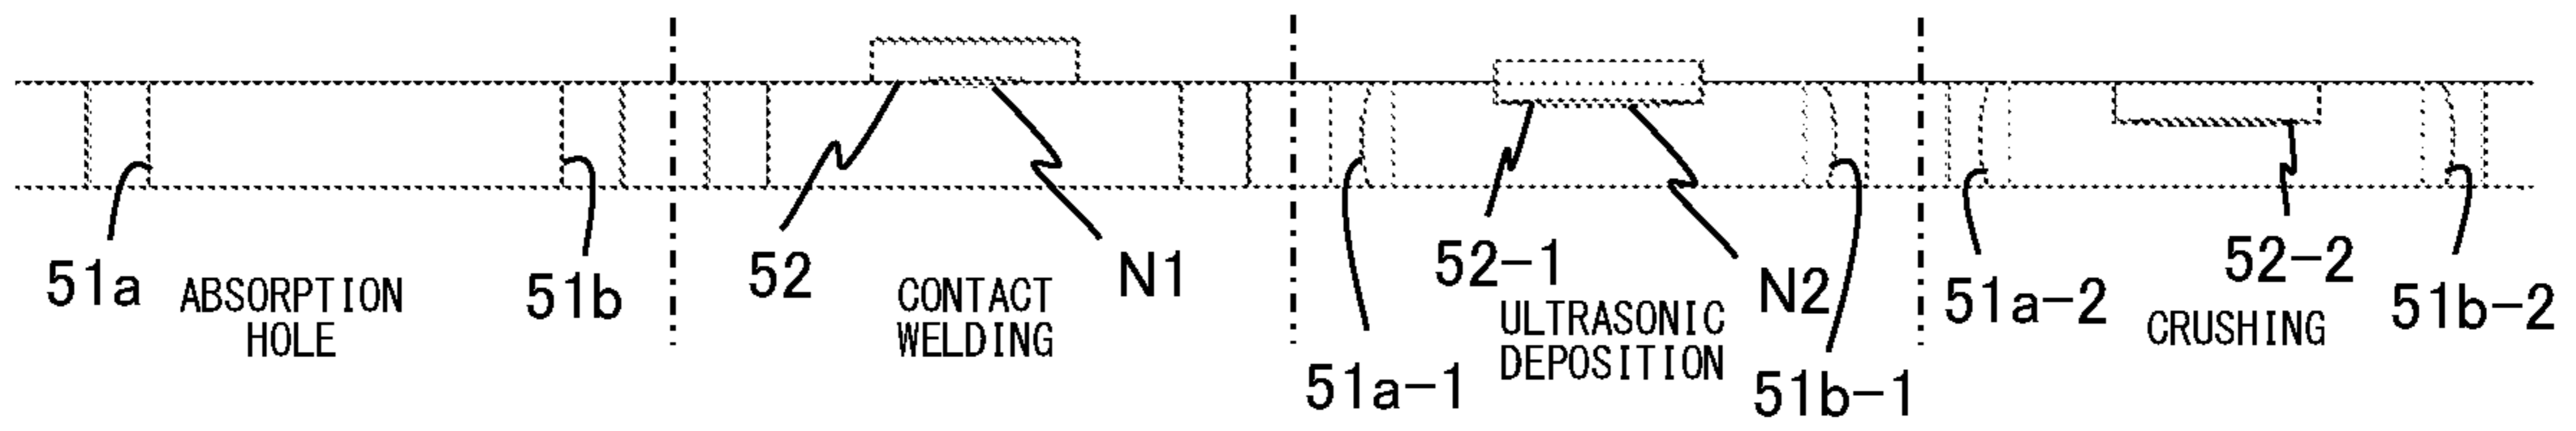 51a
ABSORPTION
HOLE
51b
52
CONTACT
WELDING
N1
51a-1
52-1
ULTRASONIC
DEPOSITION
N2
51b-1
51a-2
52-2
CRUSHING
51b-2